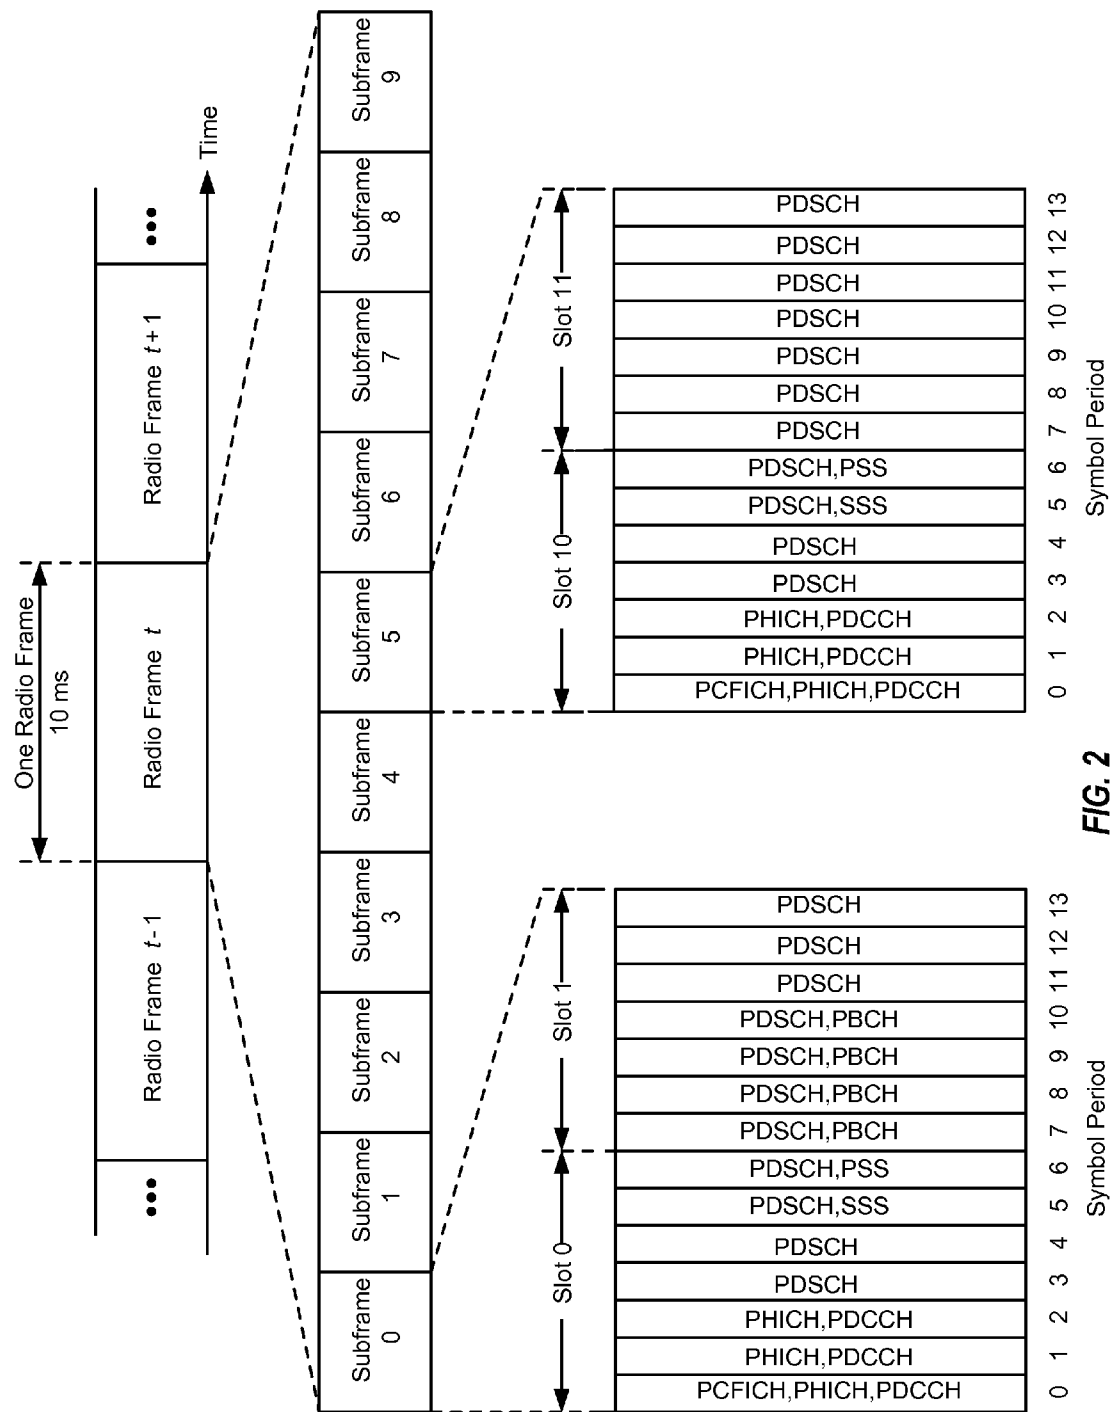 One Radio Frame
10 ms
Radio Frame t-1
Radio Frame t
Radio Frame t+1
Time
Subframe
0
Subframe
1
Subframe
2
Subframe
3
Subframe
4
Subframe
5
Subframe
6
Subframe
7
Subframe
8
Subframe
9
Slot 0
Slot 1
PCFICH,PHICH,PDCCH
PHICH,PDCCH
PHICH,PDCCH
PDSCH
PDSCH
PDSCH,SSS
PDSCH,PSS
PDSCH,PBCH
PDSCH,PBCH
PDSCH,PBCH
PDSCH,PBCH
PDSCH
PDSCH
PDSCH
0 1 2 3 4 5 6 7 8 9 10 11 12 13
Symbol Period
Slot 10
Slot 11
PCFICH,PHICH,PDCCH
PHICH,PDCCH
PHICH,PDCCH
PDSCH
PDSCH
PDSCH,SSS
PDSCH,PSS
PDSCH
PDSCH
PDSCH
PDSCH
PDSCH
PDSCH
PDSCH
0 1 2 3 4 5 6 7 8 9 10 11 12 13
Symbol Period
FIG. 2